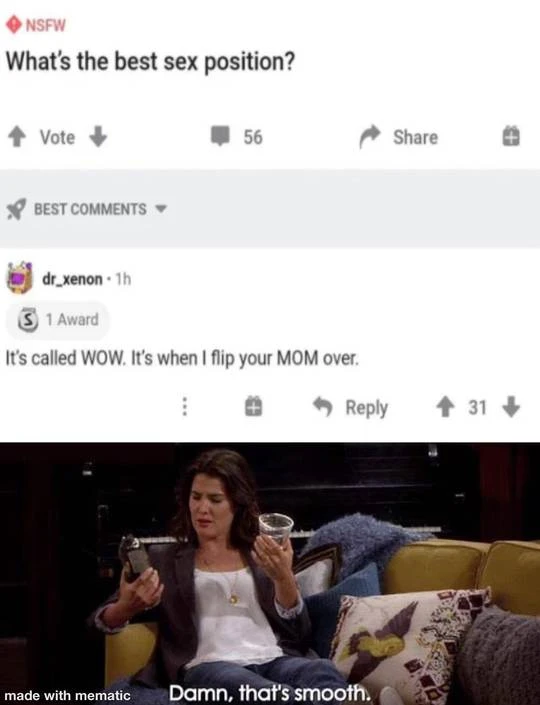 NSFW
What's the best sex position?
Vote
56
Share
BEST COMMENTS
dr_xenon · 1h
S 1 Award
It's called WOW. It's when I flip your MOM over.
Reply
31
Damn, that's smooth.
made with mematic